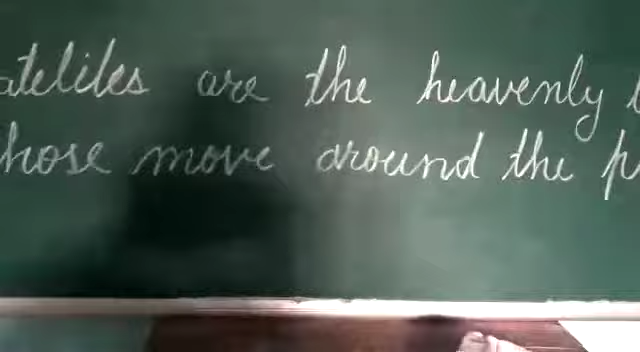 atelites are the heavenly
hose move around the p